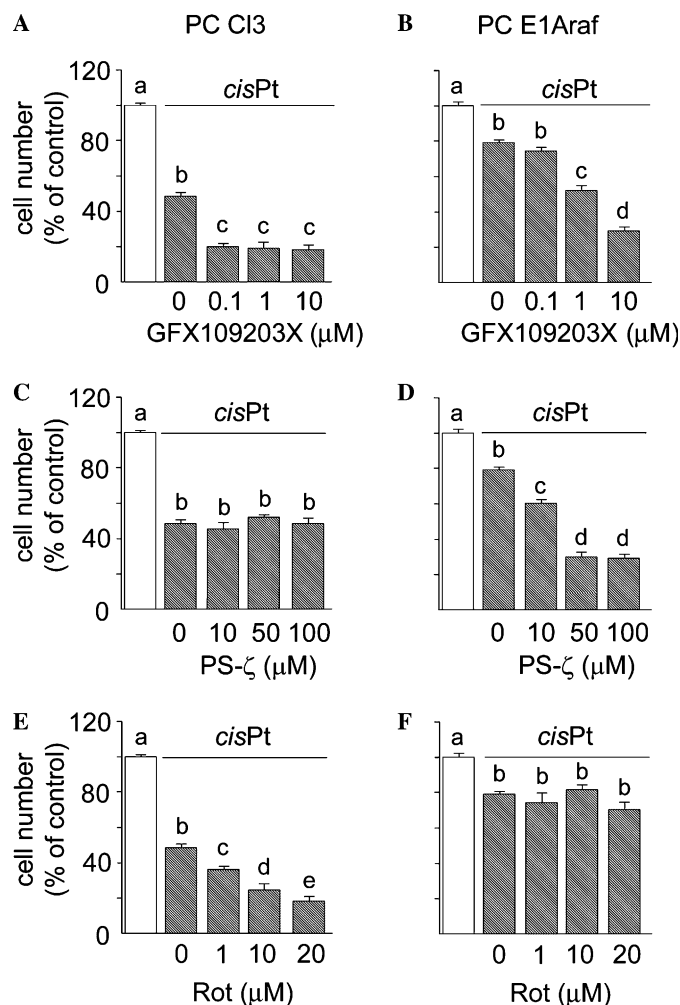 A PC Cl3 B PC E1Araf
120
80
40
0
cell number
(% of control)
a
cisPt
b
c c c
0 0.1 1 10
GFX109203X (μM)
a
cisPt
b b
c
d
0 0.1 1 10
GFX109203X (μM)
C
120
80
40
0
cell number
(% of control)
a
cisPt
b b b b
0 10 50 100
PS-ζ (μM)
D
a
cisPt
b
c
d d
0 10 50 100
PS-ζ (μM)
E
120
80
40
0
cell number
(% of control)
a
cisPt
b
c
d
e
0 1 10 20
Rot (μM)
F
a
cisPt
b b b b
0 1 10 20
Rot (μM)